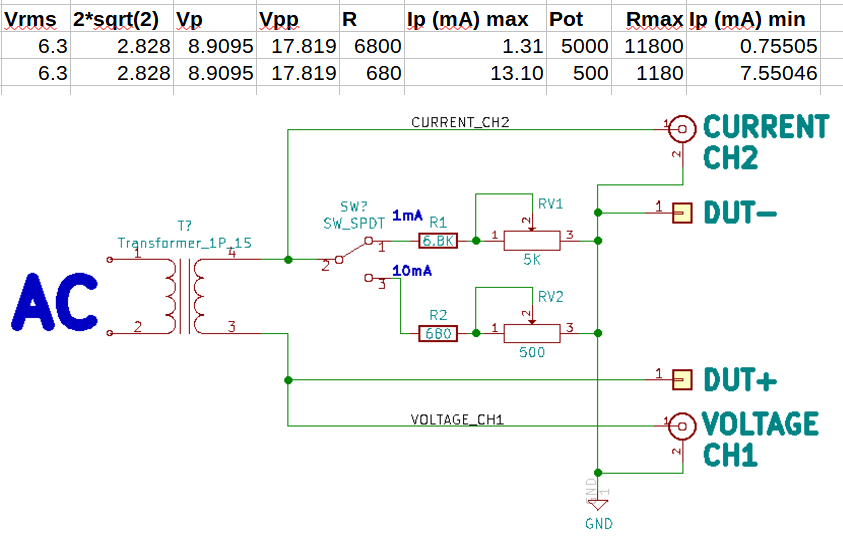 Vrms 2*sqrt(2) Vp Vpp R Ip (mA) max Pot Rmax Ip (mA) min
6.3 2.828 8.9095 17.819 6800 1.31 5000 11800 0.75505
6.3 2.828 8.9095 17.819 680 13.10 500 1180 7.55046
CURRENT_CH2
1
CURRENT
CH2
2
T?
Transformer_1P_1S
SW?
SW_SPDT
1mA
R1
6.8K
RV1
2
1
3
5K
1
DUT-
AC
1
4
2
3
2
1
3
10mA
R2
680
RV2
2
1
3
500
1
DUT+
VOLTAGE_CH1
1
VOLTAGE
CH1
2
GND
1
GND